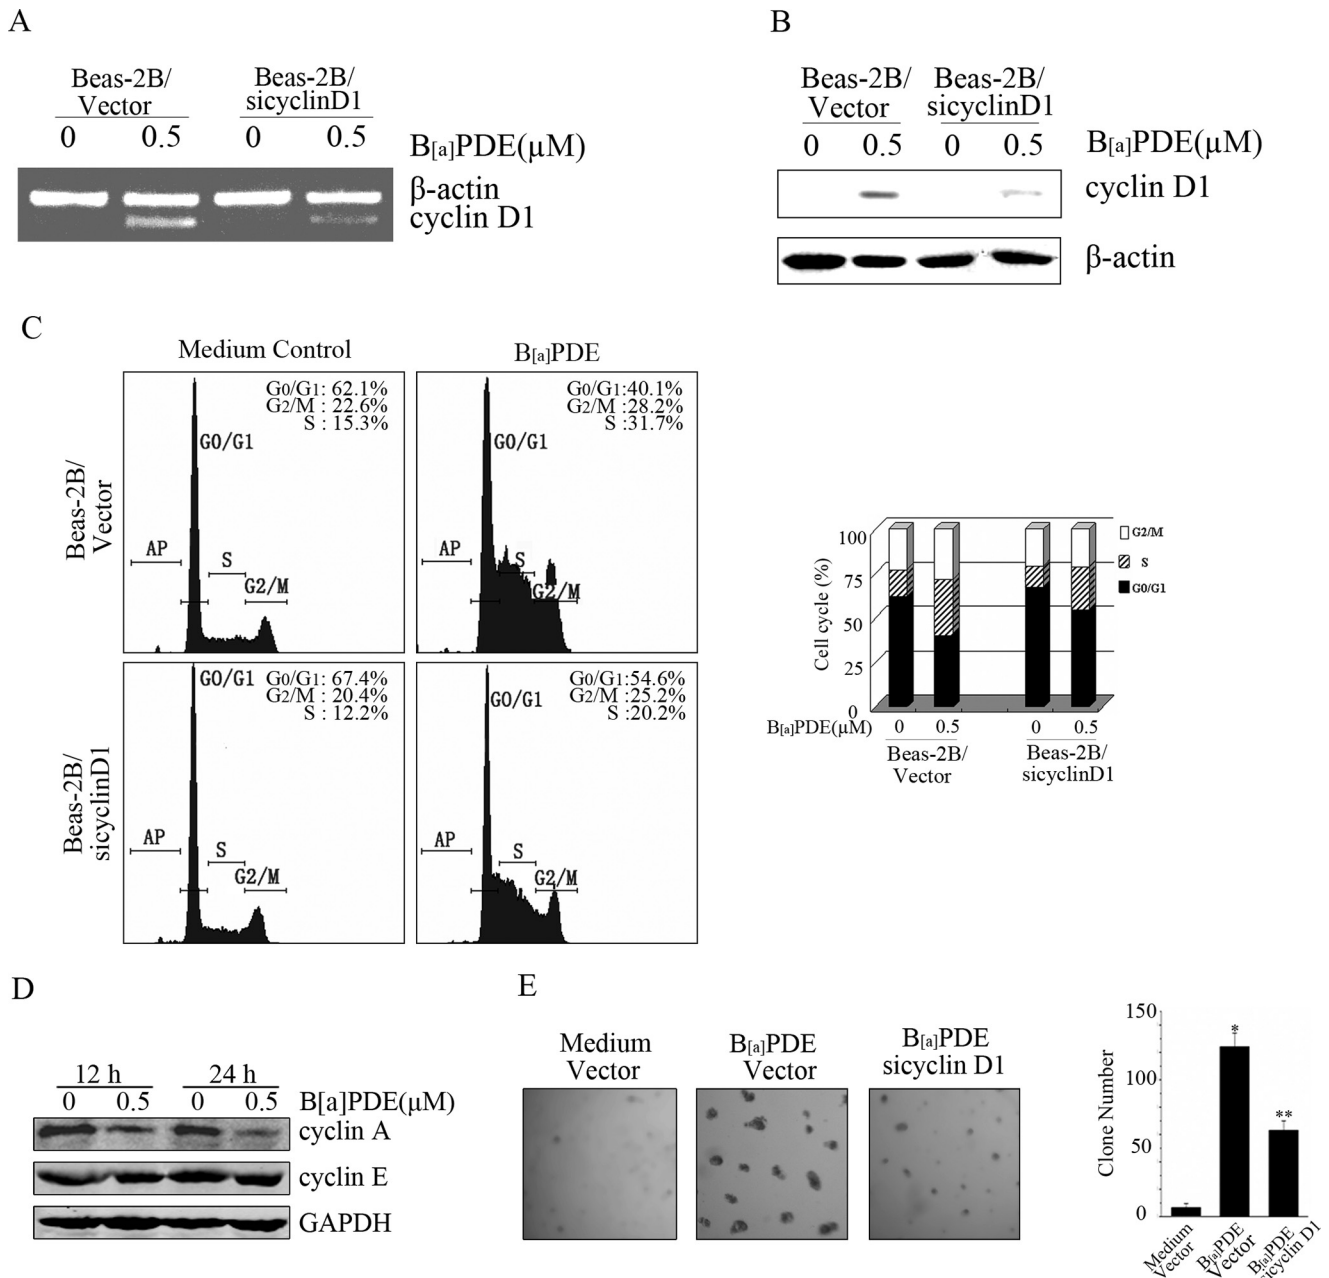 A
Beas-2B/
Vector
Beas-2B/
sicyclinD1
0 0.5 0 0.5
B[a]PDE(μM)
β-actin
cyclin D1
B
Beas-2B/
Vector
Beas-2B/
sicyclinD1
0 0.5 0 0.5
B[a]PDE(μM)
cyclin D1
β-actin
C
Medium Control
B[a]PDE
Beas-2B/
Vector
G0/G1: 62.1%
G2/M : 22.6%
S : 15.3%
G0/G1
AP
S
G2/M
G0/G1:40.1%
G2/M :28.2%
S :31.7%
G0/G1
AP
S
G2/M
Beas-2B/
sicyclinD1
G0/G1
G0/G1: 67.4%
G2/M : 20.4%
S : 12.2%
AP
S
G2/M
G0/G1:54.6%
G2/M :25.2%
S :20.2%
G0/G1
AP
S
G2/M
Cell cycle (%)
100
75
50
25
0
G2/M
S
G0/G1
B[a]PDE(μM)
0 0.5 0 0.5
Beas-2B/
Vector
Beas-2B/
sicyclinD1
D
12 h 24 h
0 0.5 0 0.5
B[a]PDE(μM)
cyclin A
cyclin E
GAPDH
E
Medium
Vector
B[a]PDE
Vector
B[a]PDE
sicyclin D1
Clone Number
150
100
50
0
*
**
Medium
Vector
B[a]PDE
Vector
B[a]PDE
sicyclin D1